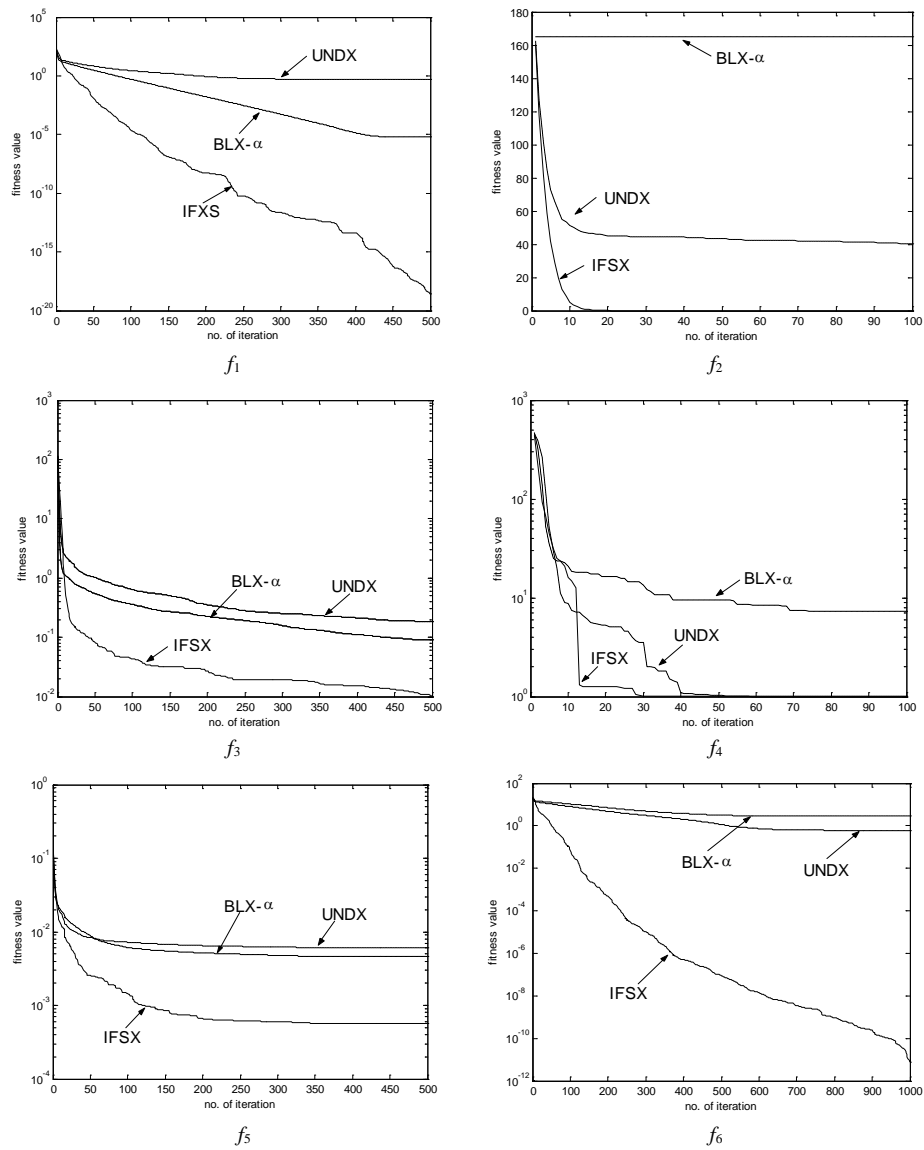 10^5
10^0
10^-5
10^-10
10^-15
10^-20
fitness value
UNDX
BLX-α
IFXS
0 50 100 150 200 250 300 350 400 450 500
no. of iteration
f1
180
160
140
120
100
80
60
40
20
0
fitness value
BLX-α
UNDX
IFSX
0 10 20 30 40 50 60 70 80 90 100
no. of iteration
f2
10^3
10^2
10^1
10^0
10^-1
10^-2
fitness value
BLX-α
UNDX
IFSX
0 50 100 150 200 250 300 350 400 450 500
no. of iteration
f3
10^3
10^2
10^1
10^0
fitness value
BLX-α
UNDX
IFSX
0 10 20 30 40 50 60 70 80 90 100
no. of iteration
f4
10^0
10^-1
10^-2
10^-3
10^-4
fitness value
BLX-α
UNDX
IFSX
0 50 100 150 200 250 300 350 400 450 500
no. of iteration
f5
10^2
10^0
10^-2
10^-4
10^-6
10^-8
10^-10
10^-12
fitness value
BLX-α
UNDX
IFSX
0 100 200 300 400 500 600 700 800 900 1000
no. of iteration
f6